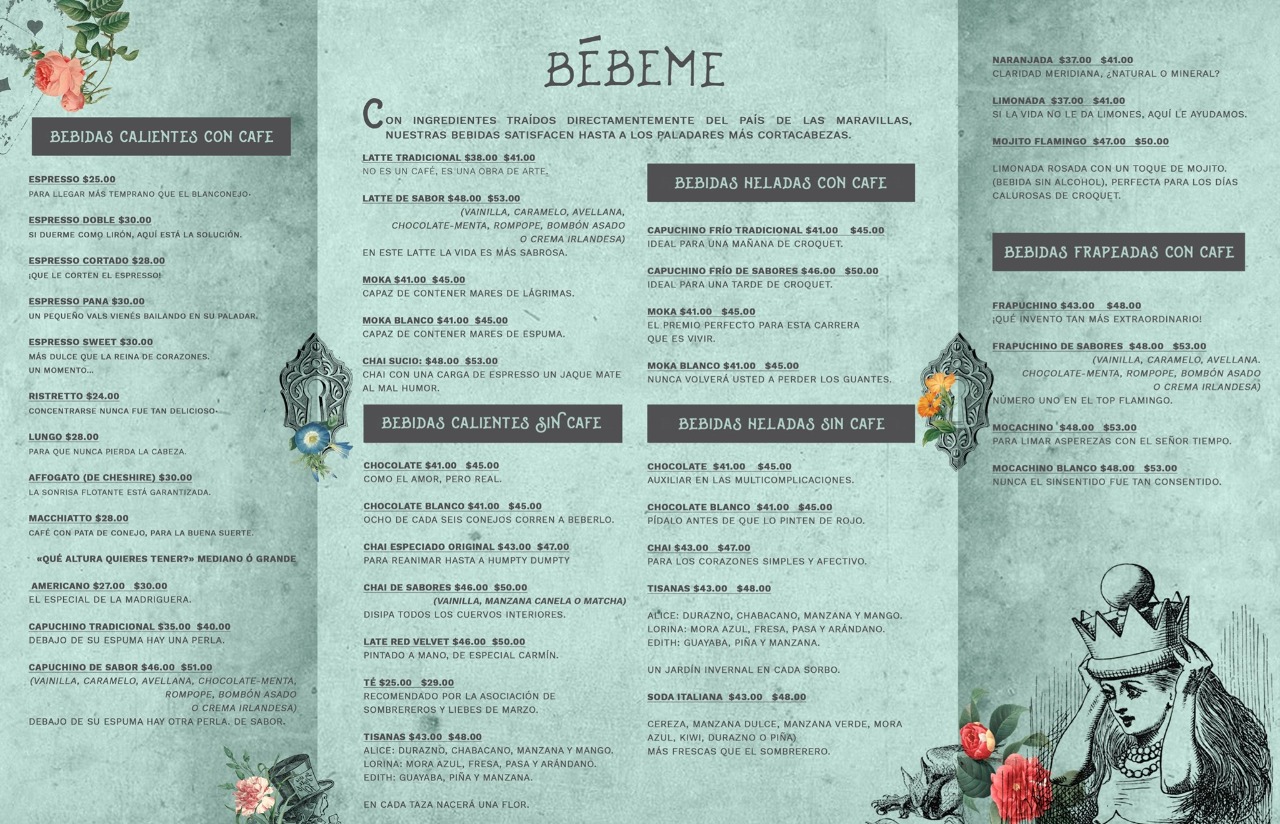 BEBIDAS CALIENTES CON CAFE
ESPRESSO $25.00
PARA LLEGAR MÁS TEMPRANO QUE EL BLANCONEJO.
ESPRESSO DOBLE $30.00
SI DUERME COMO LIRÓN, AQUÍ ESTÁ LA SOLUCIÓN.
ESPRESSO CORTADO $28.00
¡QUE LE CORTEN EL ESPRESSO!
ESPRESSO PANA $30.00
UN PEQUEÑO VALS VIENÉS BAILANDO EN SU PALADAR.
ESPRESSO SWEET $30.00
MÁS DULCE QUE LA REINA DE CORAZONES.
UN MOMENTO...
RISTRETTO $24.00
CONCENTRARSE NUNCA FUE TAN DELICIOSO.
LUNGO $28.00
PARA QUE NUNCA PIERDA LA CABEZA.
AFFOGATO (DE CHESHIRE) $30.00
LA SONRISA FLOTANTE ESTÁ GARANTIZADA.
MACCHIATTO $28.00
CAFÉ CON PATA DE CONEJO, PARA LA BUENA SUERTE.
«QUÉ ALTURA QUIERES TENER?» MEDIANO Ó GRANDE
AMERICANO $27.00 $30.00
EL ESPECIAL DE LA MADRIGUERA.
CAPUCHINO TRADICIONAL $35.00 $40.00
DEBAJO DE SU ESPUMA HAY UNA PERLA.
CAPUCHINO DE SABOR $46.00 $51.00
(VAINILLA, CARAMELO, AVELLANA, CHOCOLATE-MENTA,
ROMPOPE, BOMBÓN ASADO
O CREMA IRLANDESA)
DEBAJO DE SU ESPUMA HAY OTRA PERLA. DE SABOR.
BÉBEME
CON INGREDIENTES TRAÍDOS DIRECTAMENTEMENTE DEL PAÍS DE LAS MARAVILLAS,
NUESTRAS BEBIDAS SATISFACEN HASTA A LOS PALADARES MÁS CORTACABEZAS.
LATTE TRADICIONAL $38.00 $41.00
NO ES UN CAFÉ, ES UNA OBRA DE ARTE.
LATTE DE SABOR $48.00 $53.00
(VAINILLA, CARAMELO, AVELLANA,
CHOCOLATE-MENTA, ROMPOPE, BOMBÓN ASADO
O CREMA IRLANDESA)
EN ESTE LATTE LA VIDA ES MÁS SABROSA.
MOKA $41.00 $45.00
CAPAZ DE CONTENER MARES DE LÁGRIMAS.
MOKA BLANCO $41.00 $45.00
CAPAZ DE CONTENER MARES DE ESPUMA.
CHAI SUCIO: $48.00 $53.00
CHAI CON UNA CARGA DE ESPRESSO UN JAQUE MATE
AL MAL HUMOR.
BEBIDAS CALIENTES SIN CAFE
CHOCOLATE $41.00 $45.00
COMO EL AMOR, PERO REAL.
CHOCOLATE BLANCO $41.00 $45.00
OCHO DE CADA SEIS CONEJOS CORREN A BEBERLO.
CHAI ESPECIADO ORIGINAL $43.00 $47.00
PARA REANIMAR HASTA A HUMPTY DUMPTY
CHAI DE SABORES $46.00 $50.00
(VAINILLA, MANZANA CANELA O MATCHA)
DISIPA TODOS LOS CUERVOS INTERIORES.
LATE RED VELVET $46.00 $50.00
PINTADO A MANO, DE ESPECIAL CARMÍN.
TÉ $25.00 $29.00
RECOMENDADO POR LA ASOCIACIÓN DE
SOMBREREROS Y LIEBES DE MARZO.
TISANAS $43.00 $48.00
ALICE: DURAZNO, CHABACANO, MANZANA Y MANGO.
LORINA: MORA AZUL, FRESA, PASA Y ARÁNDANO.
EDITH: GUAYABA, PIÑA Y MANZANA.
EN CADA TAZA NACERÁ UNA FLOR.
BEBIDAS HELADAS CON CAFE
CAPUCHINO FRÍO TRADICIONAL $41.00 $45.00
IDEAL PARA UNA MAÑANA DE CROQUET.
CAPUCHINO FRÍO DE SABORES $46.00 $50.00
IDEAL PARA UNA TARDE DE CROQUET.
MOKA $41.00 $45.00
EL PREMIO PERFECTO PARA ESTA CARRERA
QUE ES VIVIR.
MOKA BLANCO $41.00 $45.00
NUNCA VOLVERÁ USTED A PERDER LOS GUANTES.
BEBIDAS HELADAS SIN CAFE
CHOCOLATE $41.00 $45.00
AUXILIAR EN LAS MULTICOMPLICACIONES.
CHOCOLATE BLANCO $41.00 $45.00
PÍDALO ANTES DE QUE LO PINTEN DE ROJO.
CHAI $43.00 $47.00
PARA LOS CORAZONES SIMPLES Y AFECTIVO.
TISANAS $43.00 $48.00
ALICE: DURAZNO, CHABACANO, MANZANA Y MANGO.
LORINA: MORA AZUL, FRESA, PASA Y ARÁNDANO.
EDITH: GUAYABA, PIÑA Y MANZANA.
UN JARDÍN INVERNAL EN CADA SORBO.
SODA ITALIANA $43.00 $48.00
CEREZA, MANZANA DULCE, MANZANA VERDE, MORA
AZUL, KIWI, DURAZNO O PIÑA)
MÁS FRESCAS QUE EL SOMBRERERO.
NARANJADA $37.00 $41.00
CLARIDAD MERIDIANA, ¿NATURAL O MINERAL?
LIMONADA $37.00 $41.00
SI LA VIDA NO LE DA LIMONES, AQUÍ LE AYUDAMOS.
MOJITO FLAMINGO $47.00 $50.00
LIMONADA ROSADA CON UN TOQUE DE MOJITO.
(BEBIDA SIN ALCOHOL), PERFECTA PARA LOS DÍAS
CALUROSAS DE CROQUET.
BEBIDAS FRAPEADAS CON CAFE
FRAPUCHINO $43.00 $48.00
¡QUÉ INVENTO TAN MÁS EXTRAORDINARIO!
FRAPUCHINO DE SABORES $48.00 $53.00
(VAINILLA, CARAMELO, AVELLANA.
CHOCOLATE-MENTA, ROMPOPE, BOMBÓN ASADO
O CREMA IRLANDESA)
NÚMERO UNO EN EL TOP FLAMINGO.
MOCACHINO $48.00 $53.00
PARA LIMAR ASPEREZAS CON EL SEÑOR TIEMPO.
MOCACHINO BLANCO $48.00 $53.00
NUNCA EL SINSENTIDO FUE TAN CONSENTIDO.